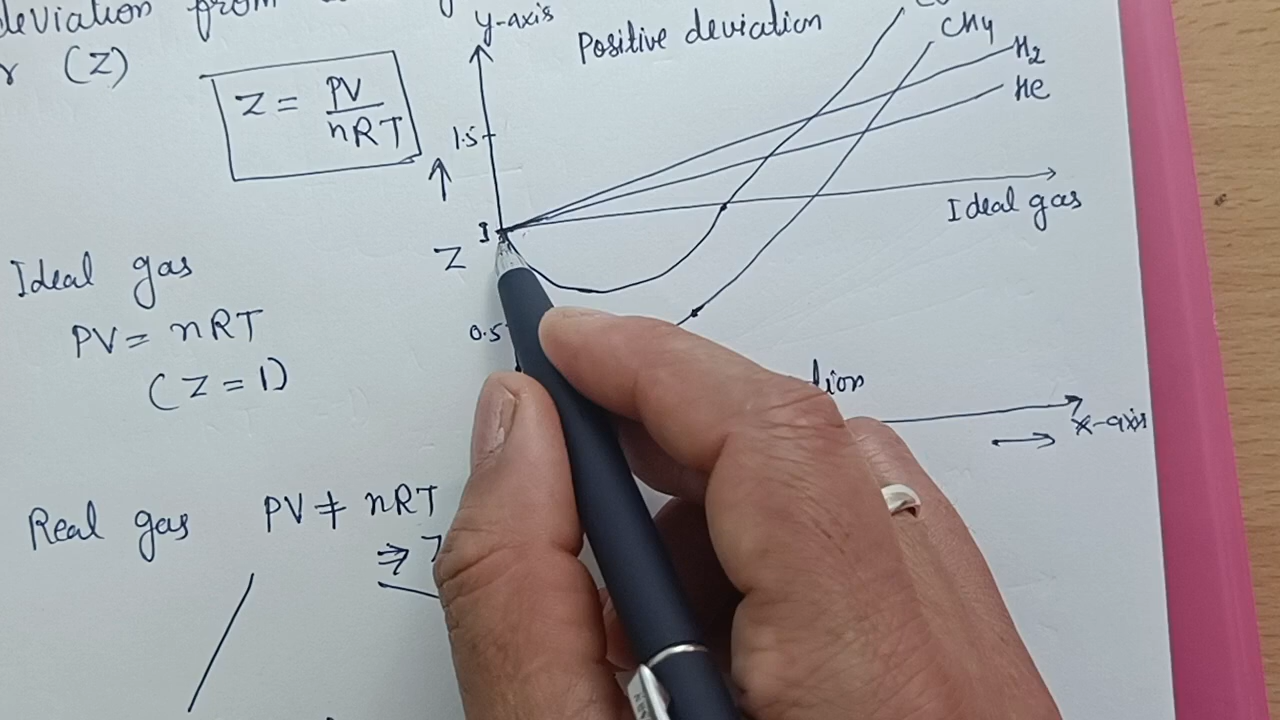 deviation from
(Z)
Z = PV / nRT
Ideal gas
PV = nRT
(Z = 1)
Real gas PV ≠ nRT
⇒
y-axis
Positive deviation
CH4
H2
He
1.5
1
Z
Ideal gas
0.5
x-axis